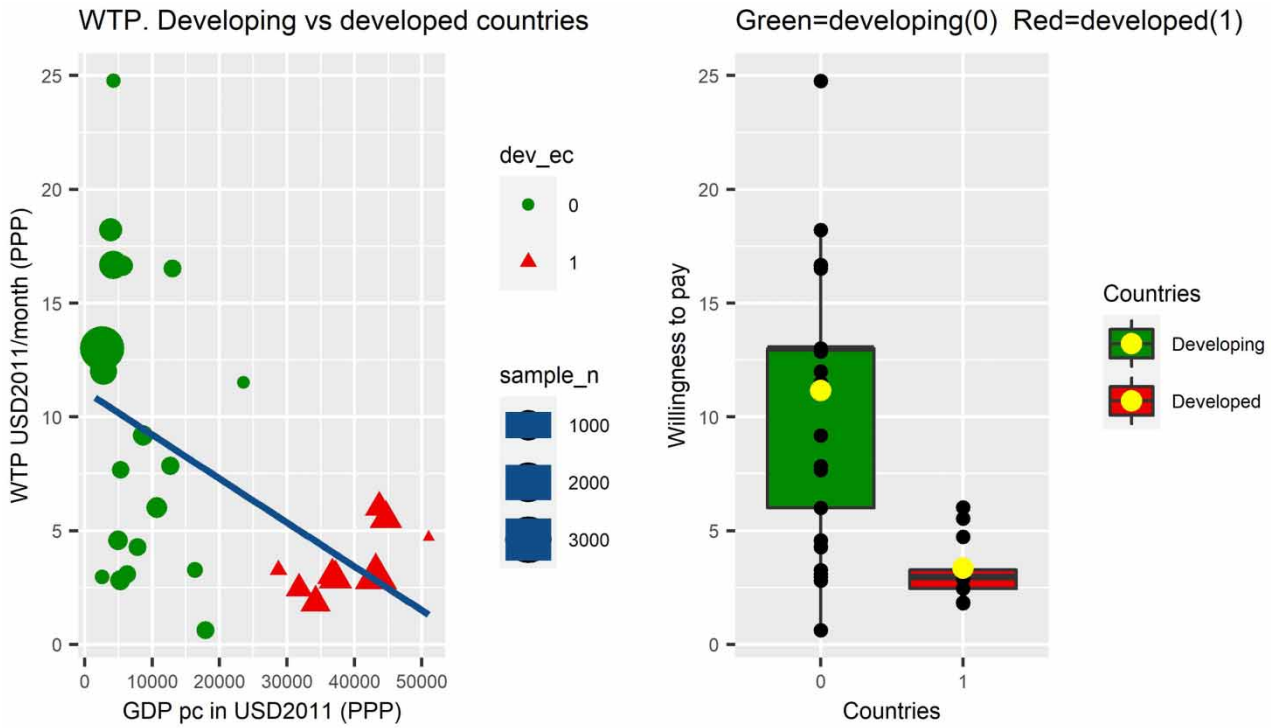 WTP. Developing vs developed countries
25
20
15
10
5
0
WTP USD2011/month (PPP)
0 10000 20000 30000 40000 50000
GDP pc in USD2011 (PPP)
dev_ec
0
1
sample_n
1000
2000
3000
Green=developing(0) Red=developed(1)
25
20
15
10
5
0
Willingness to pay
0 1
Countries
Countries
Developing
Developed